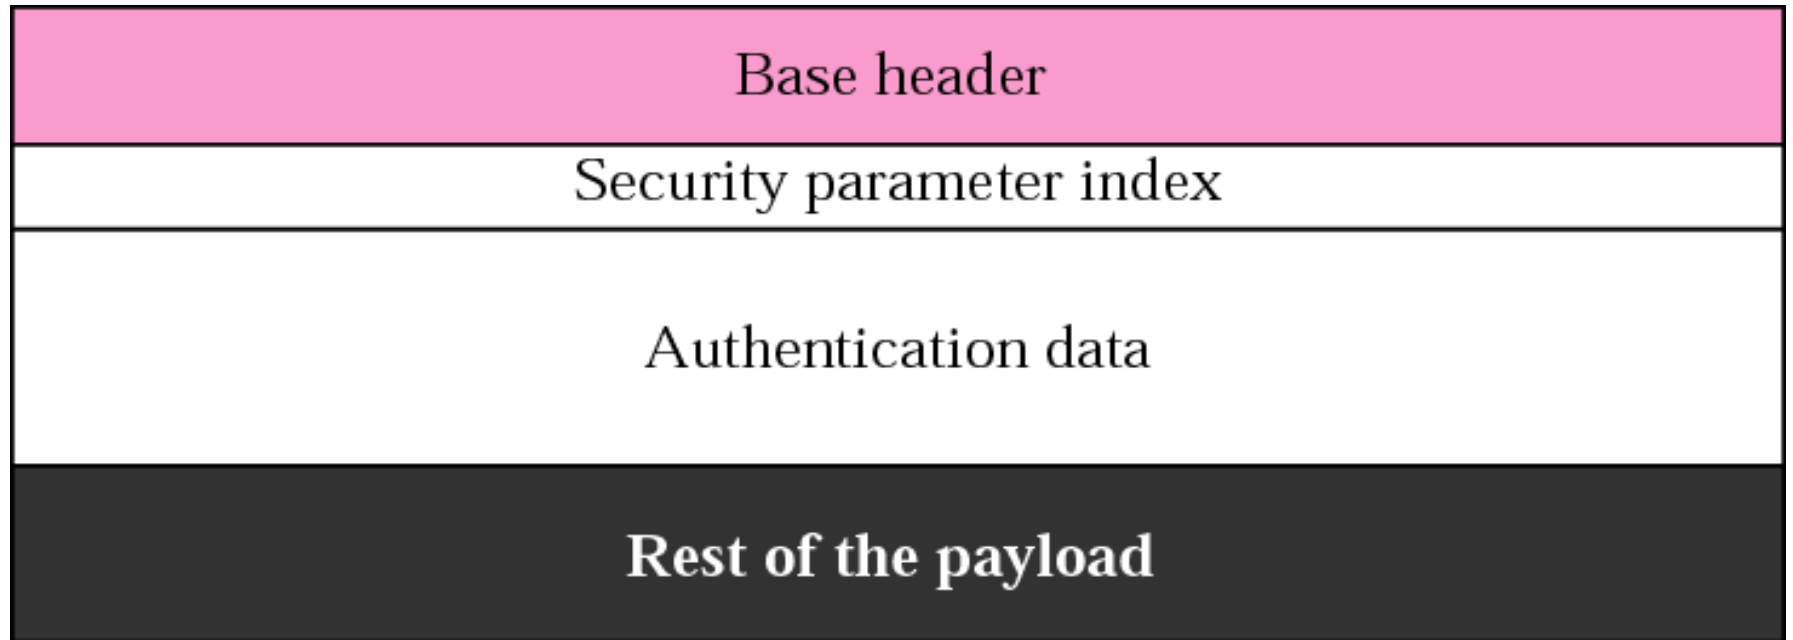 Base header
Security parameter index
Authentication data
Rest of the payload